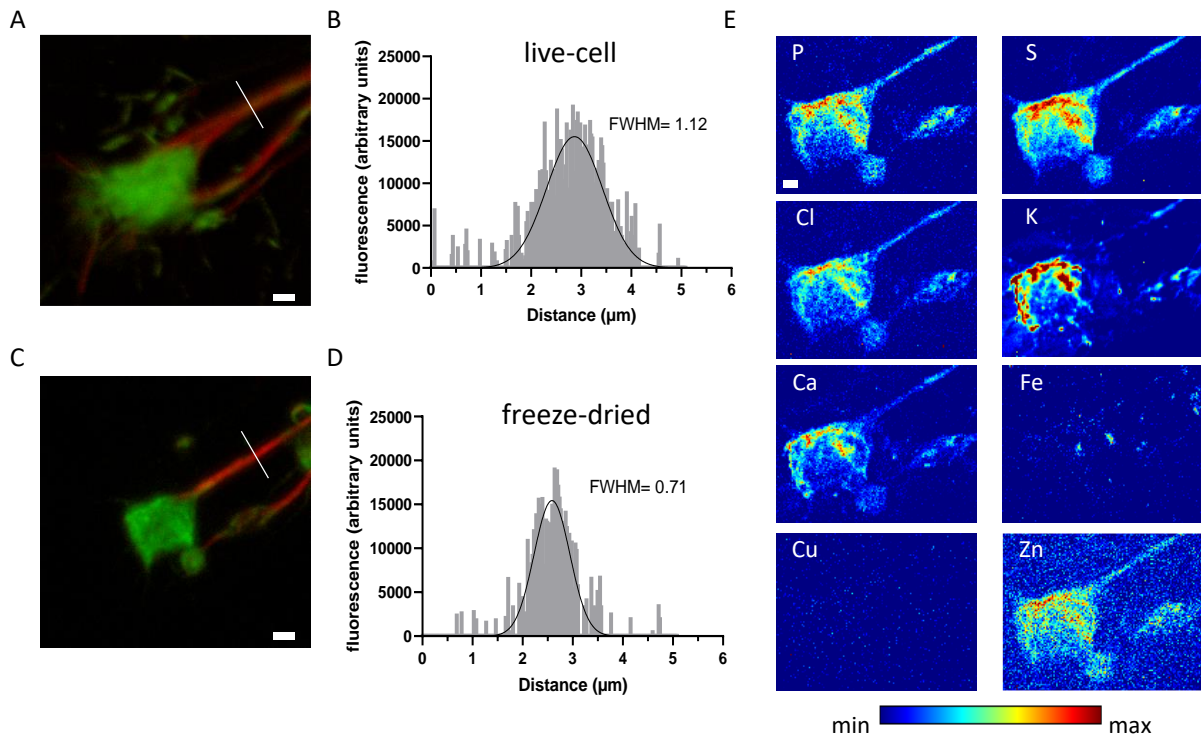 A
B
live-cell
fluorescence (arbitrary units)
25000
20000
15000
10000
5000
0
FWHM= 1.12
0 1 2 3 4 5 6
Distance (µm)
C
D
freeze-dried
fluorescence (arbitrary units)
25000
20000
15000
10000
5000
0
FWHM= 0.71
0 1 2 3 4 5 6
Distance (µm)
E
P
S
Cl
K
Ca
Fe
Cu
Zn
min
max